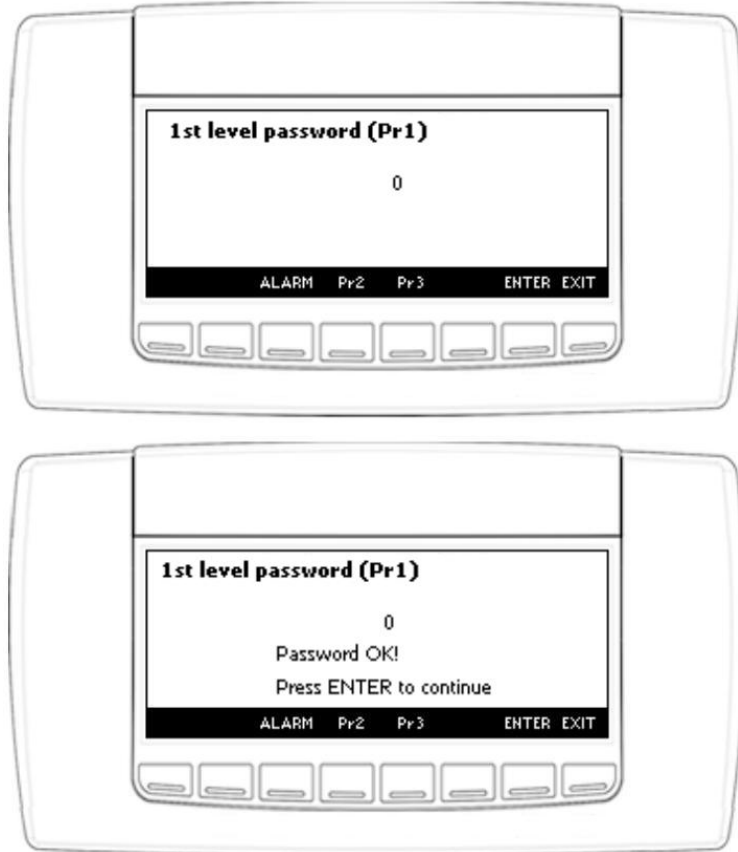 1st level password (Pr1)
0
ALARM Pr2 Pr3 ENTER EXIT
1st level password (Pr1)
0
Password OK!
Press ENTER to continue
ALARM Pr2 Pr3 ENTER EXIT